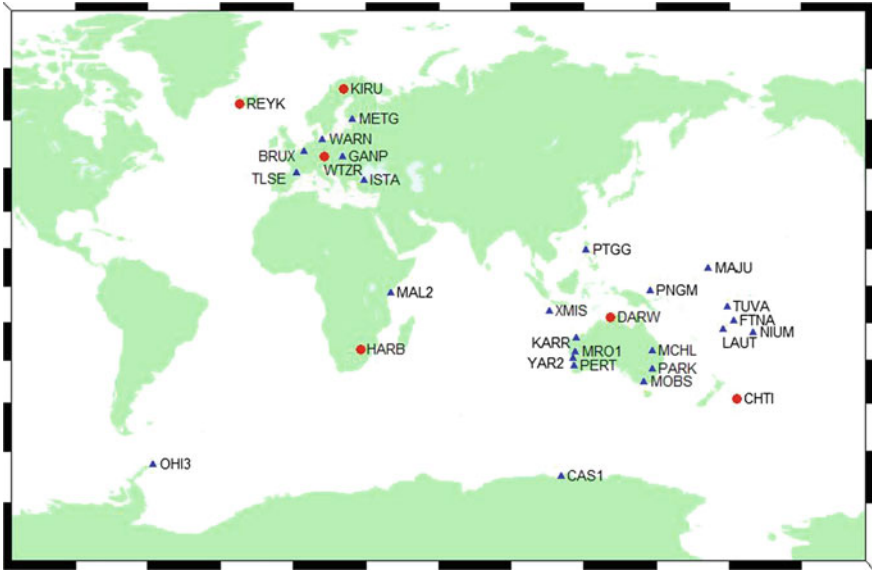 KIRU
REYK
METG
WARN
BRUX
GANP
WTZR
TLSE
ISTA
PTGG
MAJU
MAL2
PNGM
XMIS
TUVA
DARW
FTNA
NIUM
LAUT
KARR
HARB
MRO1
MCHL
YAR2
PERT
PARK
MOBS
CHTI
OHI3
CAS1